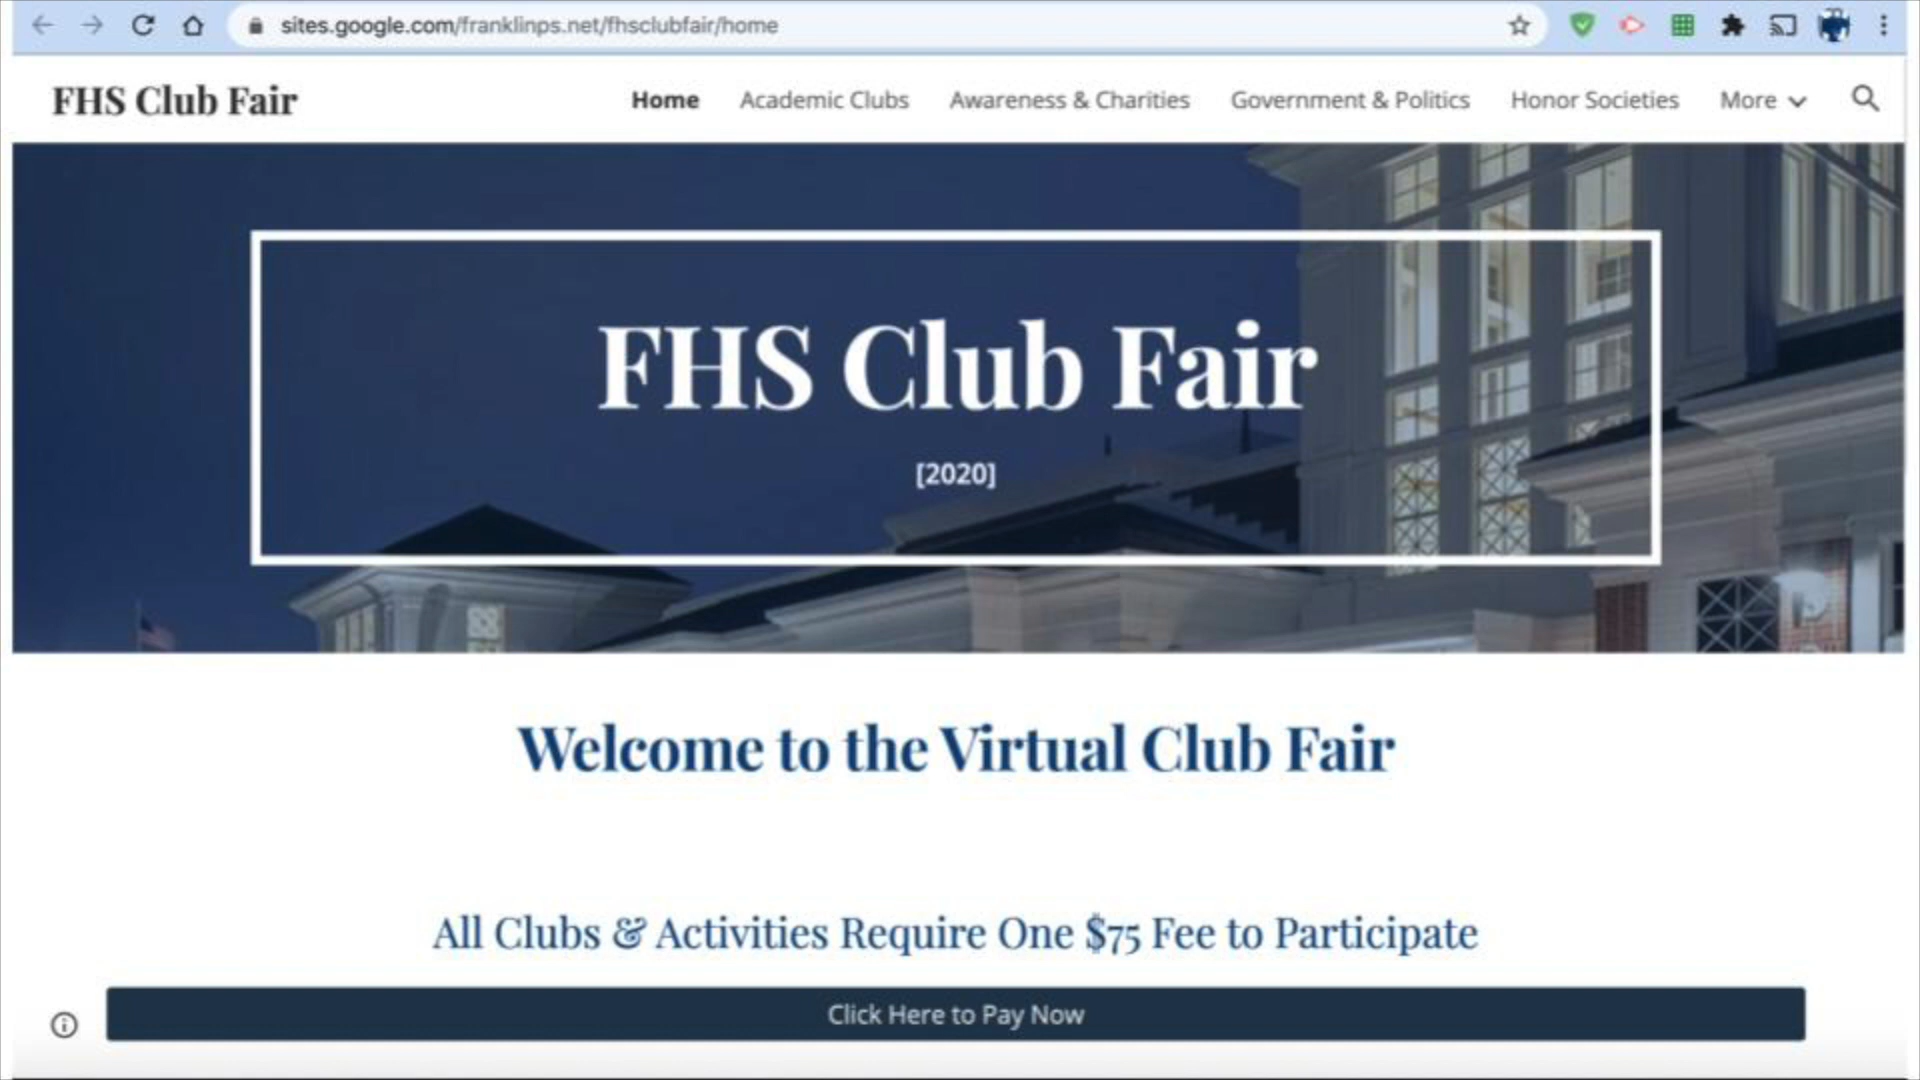 sites.google.com/franklinps.net/fhsclubfair/home
FHS Club Fair
Home Academic Clubs Awareness & Charities Government & Politics Honor Societies More
FHS Club Fair
[2020]
Welcome to the Virtual Club Fair
All Clubs & Activities Require One $75 Fee to Participate
Click Here to Pay Now